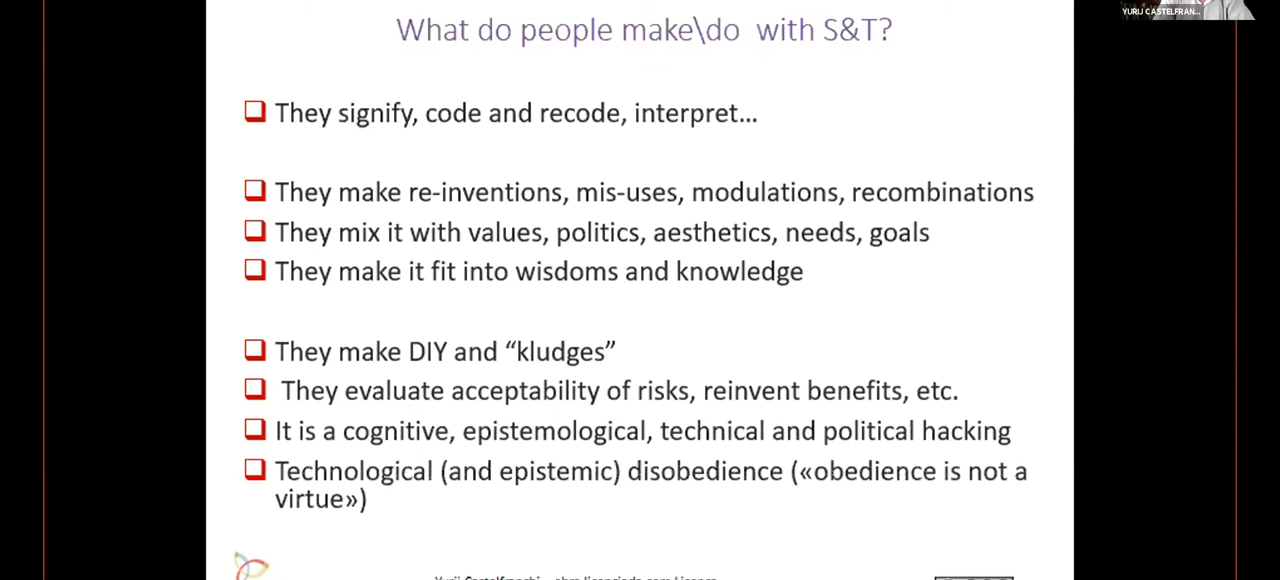 YURIJ CASTELFRAN...
What do people make\do with S&T?
They signify, code and recode, interpret...
They make re-inventions, mis-uses, modulations, recombinations
They mix it with values, politics, aesthetics, needs, goals
They make it fit into wisdoms and knowledge
They make DIY and “kludges”
They evaluate acceptability of risks, reinvent benefits, etc.
It is a cognitive, epistemological, technical and political hacking
Technological (and epistemic) disobedience («obedience is not a
virtue»)